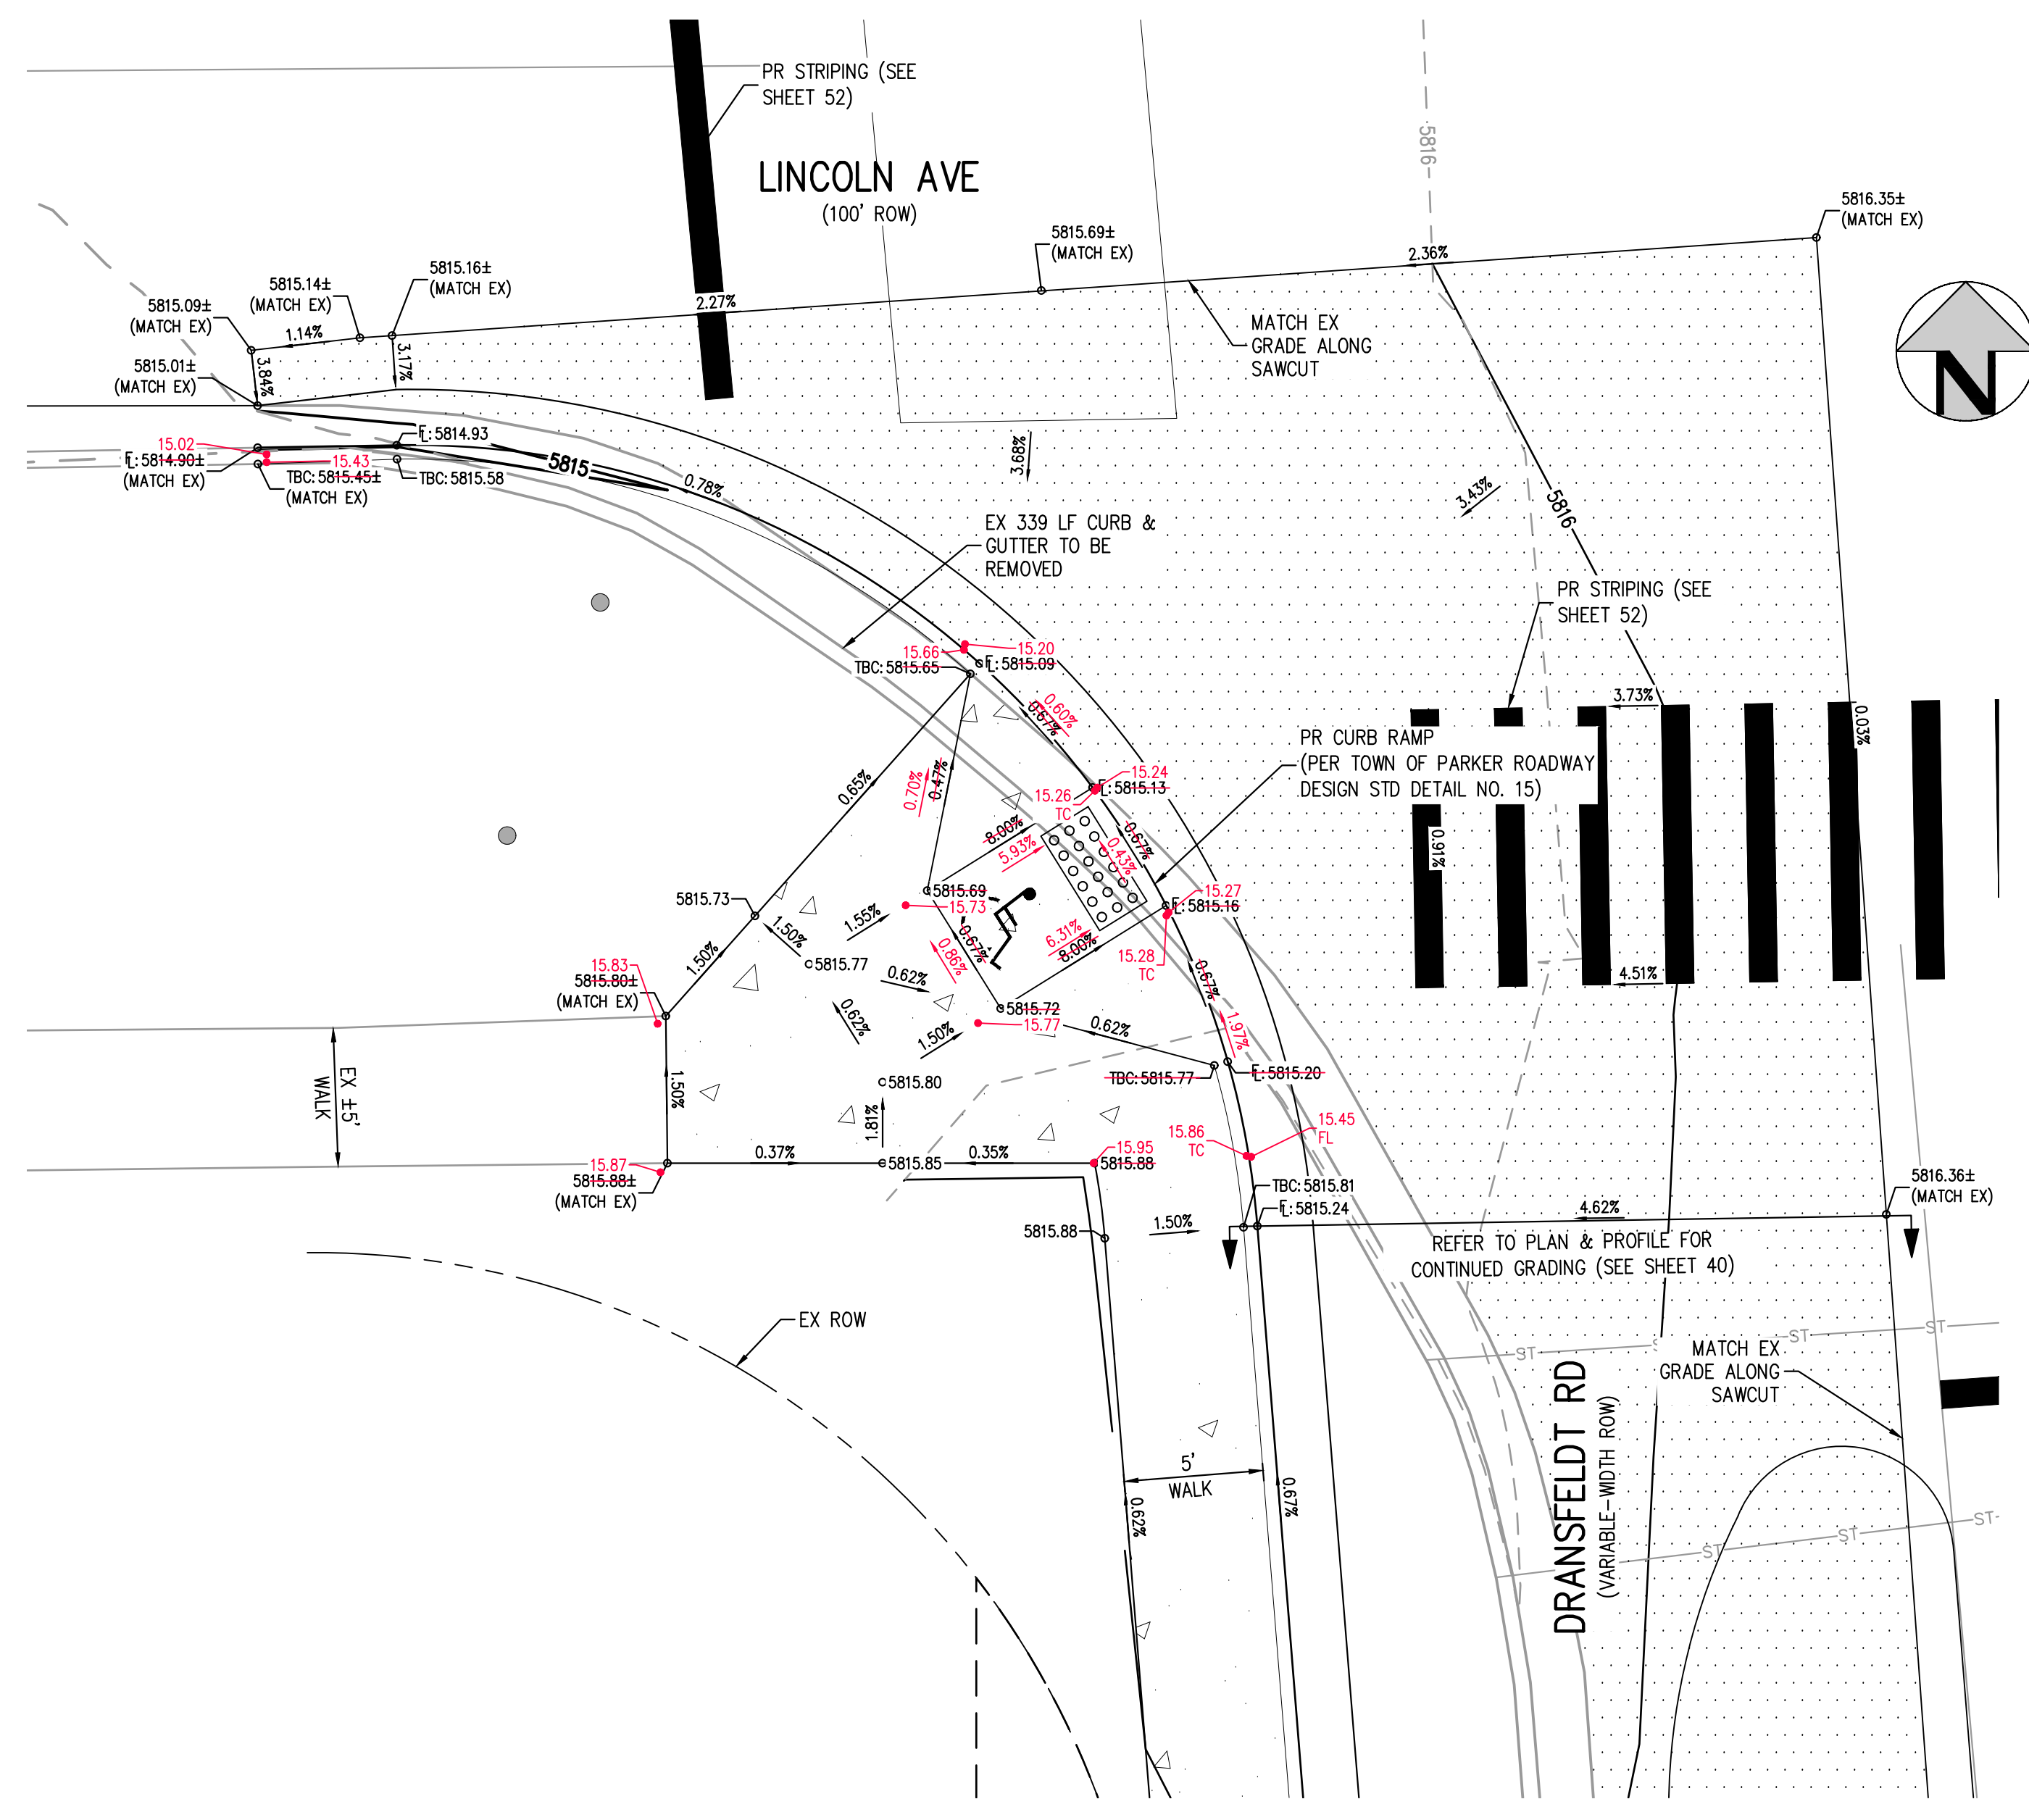 PR STRIPING (SEE
SHEET 52)
LINCOLN AVE
(100' ROW)
5816
5816.35±
(MATCH EX)
5815.69±
(MATCH EX)
2.36%
5815.16±
(MATCH EX)
5815.14±
(MATCH EX)
5815.09±
(MATCH EX)
5815.01±
(MATCH EX)
1.14%
3.84%
3.17%
2.27%
MATCH EX
GRADE ALONG
SAWCUT
N
15.02
FL: 5814.90±
(MATCH EX)
FL: 5814.93
15.43
TBC: 5815.45±
(MATCH EX)
TBC: 5815.58
5815
0.78%
3.68%
3.43%
5816
EX 339 LF CURB &
GUTTER TO BE
REMOVED
PR STRIPING (SEE
SHEET 52)
15.66
15.20
TBC: 5815.65
FL: 5815.09
0.60%
0.67%
3.73%
0.03%
PR CURB RAMP
(PER TOWN OF PARKER ROADWAY
DESIGN STD DETAIL NO. 15)
0.65%
0.70%
0.47%
15.24
15.26
TC
FL: 5815.13
8.00%
5.93%
0.67%
0.43%
0.91%
5815.69
15.73
15.27
FL: 5815.16
5815.73
1.50%
1.55%
0.67%
0.86%
6.31%
8.00%
15.28
TC
1.50%
5815.77
0.62%
0.67%
4.51%
15.83
5815.80±
(MATCH EX)
0.62%
5815.72
15.77
1.50%
0.62%
1.97%
EX ±5'
WALK
1.50%
5815.80
TBC: 5815.77
FL: 5815.20
1.81%
15.86
TC
15.45
FL
15.87
5815.88±
(MATCH EX)
0.37%
5815.85
0.35%
15.95
5815.88
TBC: 5815.81
FL: 5815.24
5816.36±
(MATCH EX)
5815.88
1.50%
4.62%
REFER TO PLAN & PROFILE FOR
CONTINUED GRADING (SEE SHEET 40)
EX ROW
ST
ST
ST
MATCH EX
GRADE ALONG
SAWCUT
5'
WALK
0.62%
0.67%
DRANSFELDT RD
(VARIABLE-WIDTH ROW)
ST
ST
ST